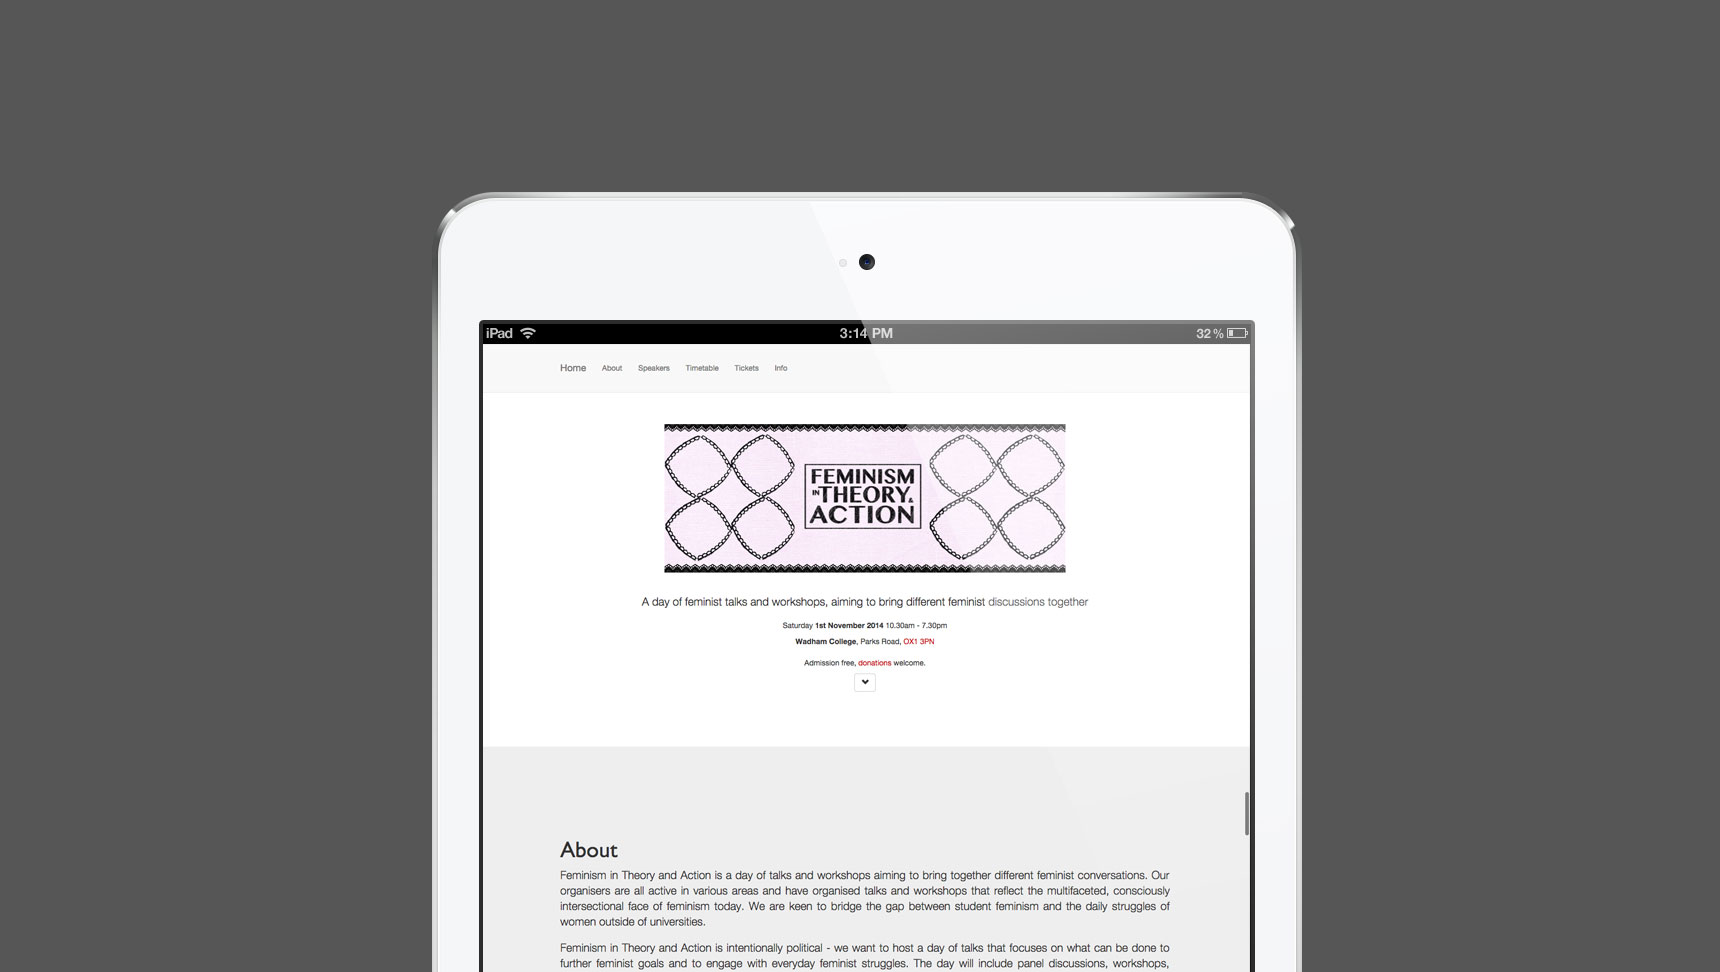 iPad 3:14 PM 32 %
Home About Speakers Timetable Tickets Info
FEMINISM
IN THEORY &
ACTION
A day of feminist talks and workshops, aiming to bring different feminist discussions together
Saturday 1st November 2014 10.30am - 7.30pm
Wadham College, Parks Road, OX1 3PN
Admission free, donations welcome.
About
Feminism in Theory and Action is a day of talks and workshops aiming to bring together different feminist conversations. Our
organisers are all active in various areas and have organised talks and workshops that reflect the multifaceted, consciously
intersectional face of feminism today. We are keen to bridge the gap between student feminism and the daily struggles of
women outside of universities.
Feminism in Theory and Action is intentionally political - we want to host a day of talks that focuses on what can be done to
further feminist goals and to engage with everyday feminist struggles. The day will include panel discussions, workshops,